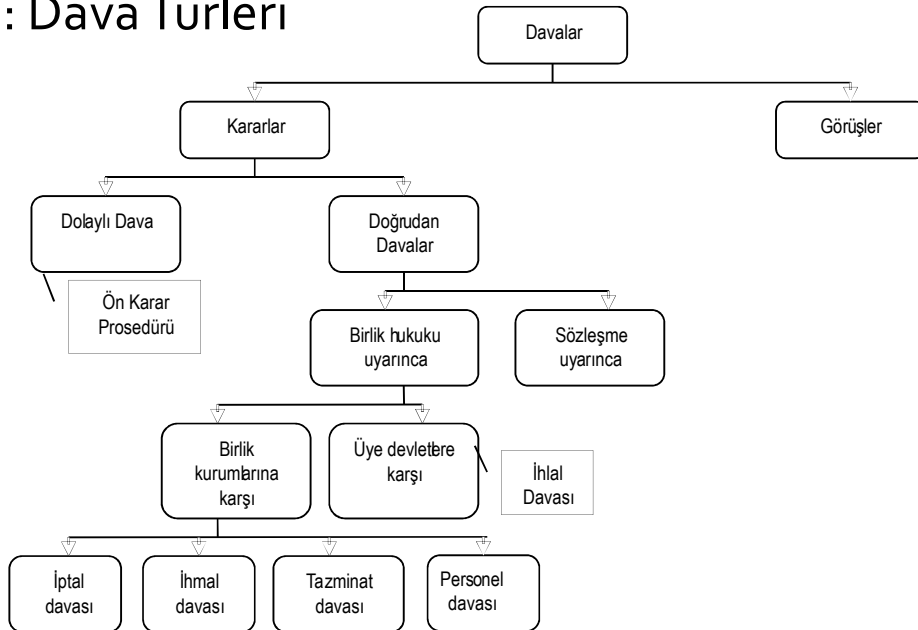 : Dava Türleri
Davalar
Kararlar
Görüşler
Dolaylı Dava
Doğrudan
Davalar
Ön Karar
Prosedürü
Birlik hukuku
uyarınca
Sözleşme
uyarınca
Birlik
kurumlarına
karşı
Üye devletlere
karşı
İhlal
Davası
İptal
davası
İhmal
davası
Tazminat
davası
Personel
davası